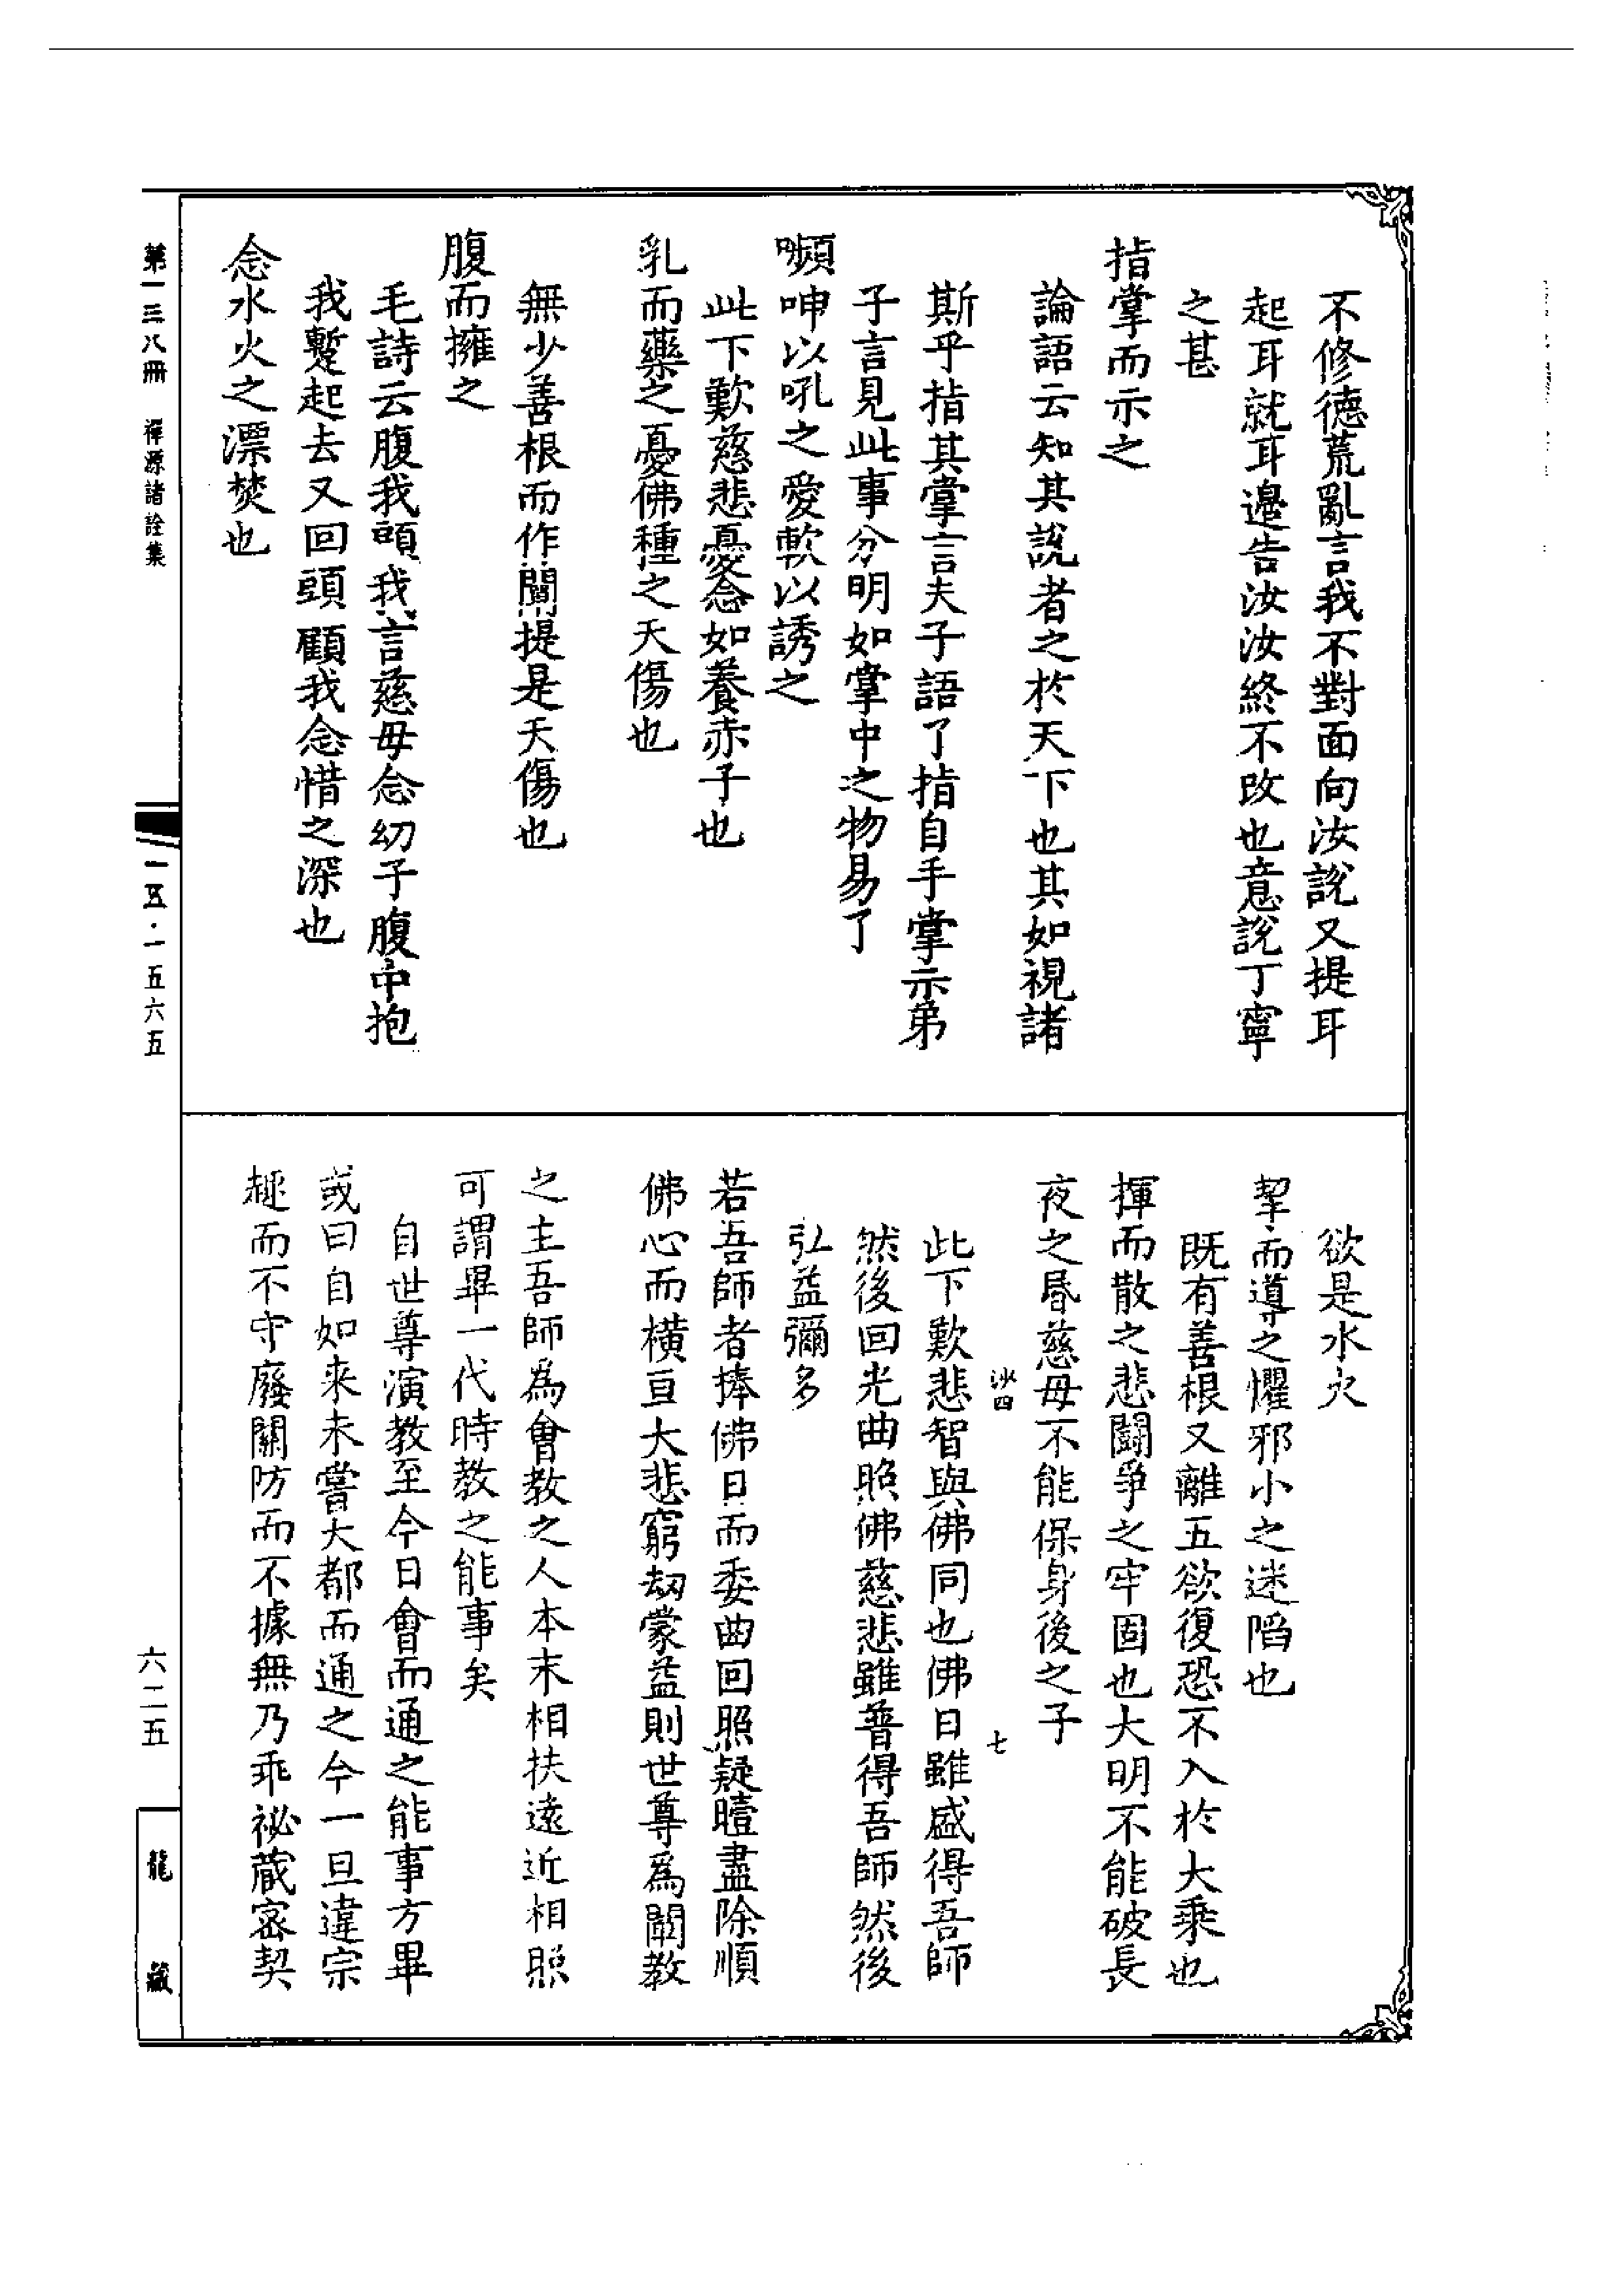 不修德荒亂言我不對面向汝說又提耳
起耳就耳邊告汝汝終不改也意說丁寧
之甚
指掌而示之
論語云知其說者之於天下也其如視諸
斯乎指其掌言夫子語了指自手掌示弟
子言見此事分明如掌中之物易了
嚬呻以吼之愛軟以誘之
此下歎慈悲憂念如養赤子也
乳而藥之憂佛種之夭傷也
無少善根而作闡提是夭傷也
腹而擁之
毛詩云腹我頭我言慈母念幼子腹中抱
我蹔起去又回頭顧我念惜之深也
念水火之漂焚也
欲是水火
挈而導之懼邪小之迷陷也
既有善根又離五欲復恐不入於大乘也
揮而散之悲鬬爭之牢固也大明不能破長
夜之昏慈母不能保身後之子
沙四 七
此下歎悲智與佛同也佛日雖盛得吾師
然後回光曲照佛慈悲雖普得吾師然後
弘益彌多
若吾師者捧佛日而委曲回照疑曀盡除順
佛心而橫亘大悲窮劫蒙益則世尊為闡教
之主吾師為會教之人本末相扶遠近相照
可謂畢一代時教之能事矣
自世尊演教至今日會而通之能事方畢
或曰自如来未嘗大都而通之今一旦違宗
趣而不守廢關防而不據無乃乖祕藏密契
第一三八冊 禪源諸詮集
一五·一五六五
六二五
龍藏